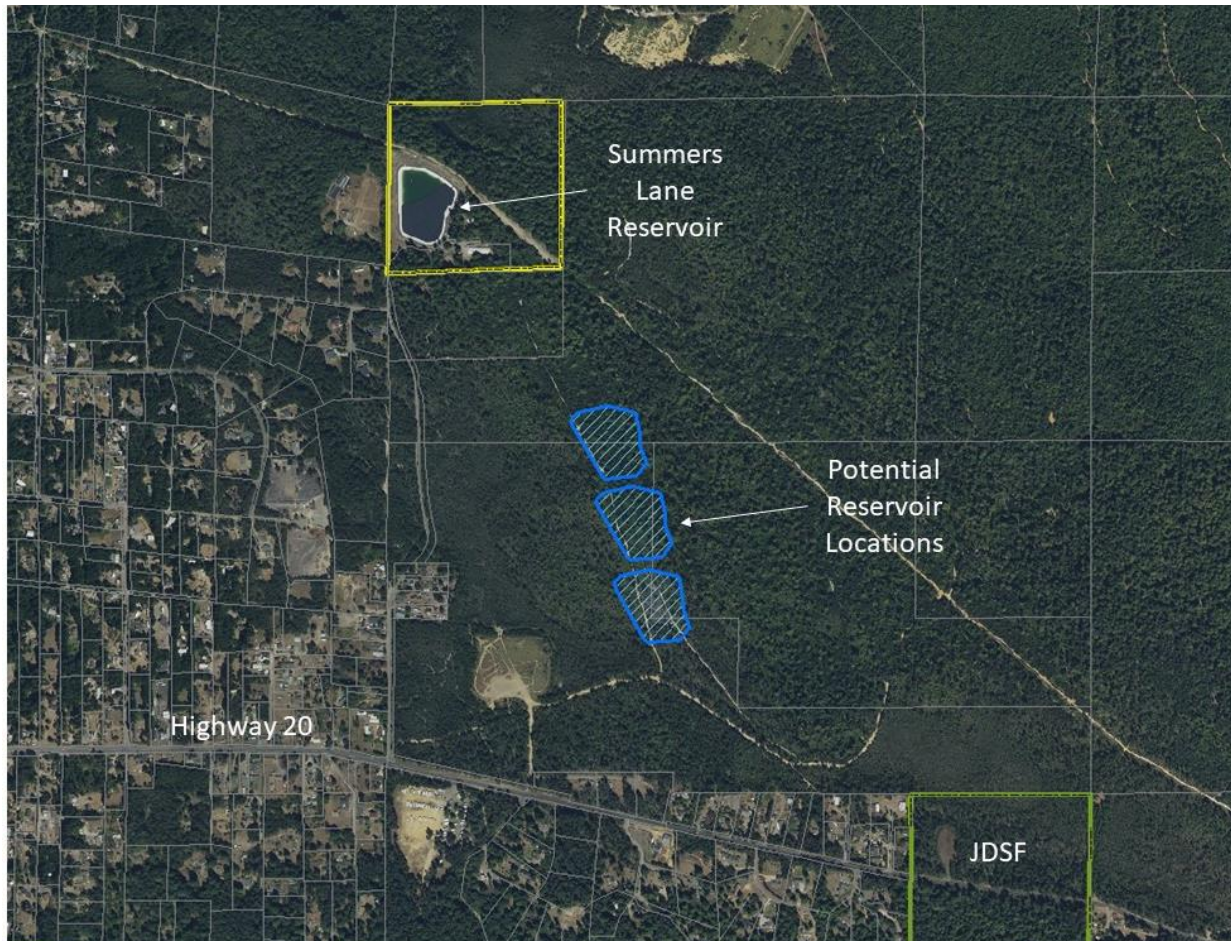 Summers
Lane
Reservoir
Potential
Reservoir
Locations
Highway 20
JDSF